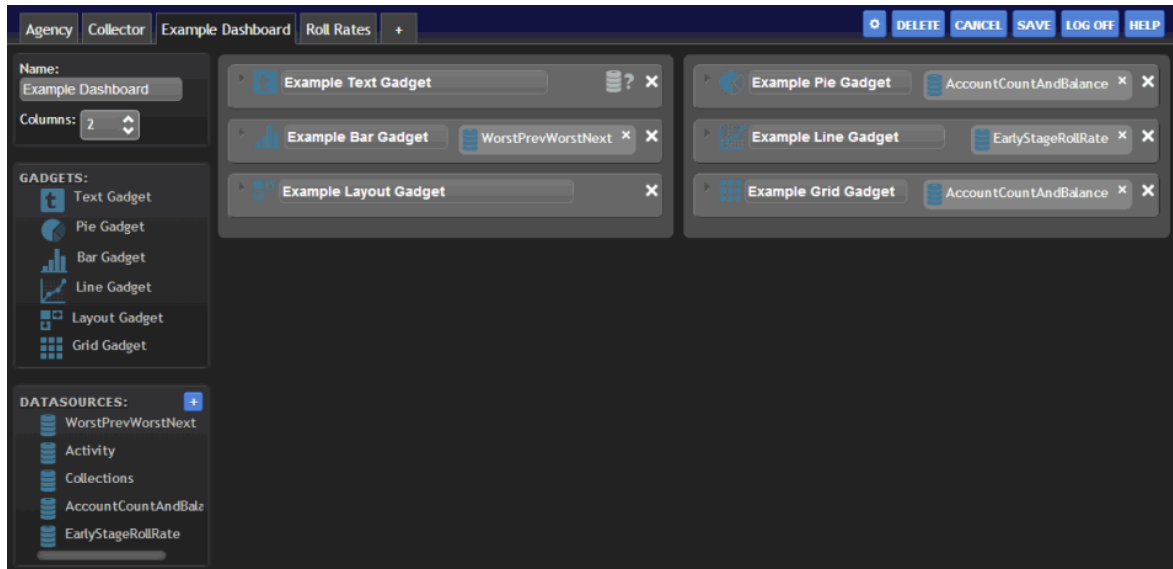 Agency Collector Example Dashboard Roll Rates +
DELETE CANCEL SAVE LOG OFF HELP
Name:
Example Dashboard
Columns: 2
GADGETS:
t Text Gadget
Pie Gadget
Bar Gadget
Line Gadget
Layout Gadget
Grid Gadget
DATASOURCES: +
WorstPrevWorstNext
Activity
Collections
AccountCountAndBala
EarlyStageRollRate
Example Text Gadget ? ×
Example Bar Gadget WorstPrevWorstNext × ×
Example Layout Gadget ×
Example Pie Gadget AccountCountAndBalance × ×
Example Line Gadget EarlyStageRollRate × ×
Example Grid Gadget AccountCountAndBalance × ×